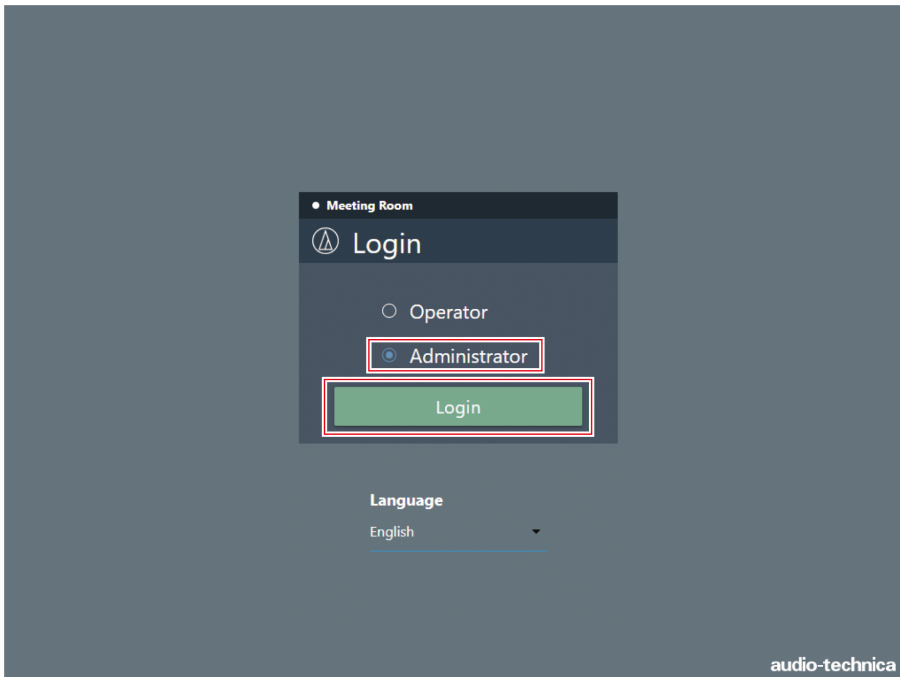 Meeting Room
Login
Operator
Administrator
Login
Language
English
audio-technica